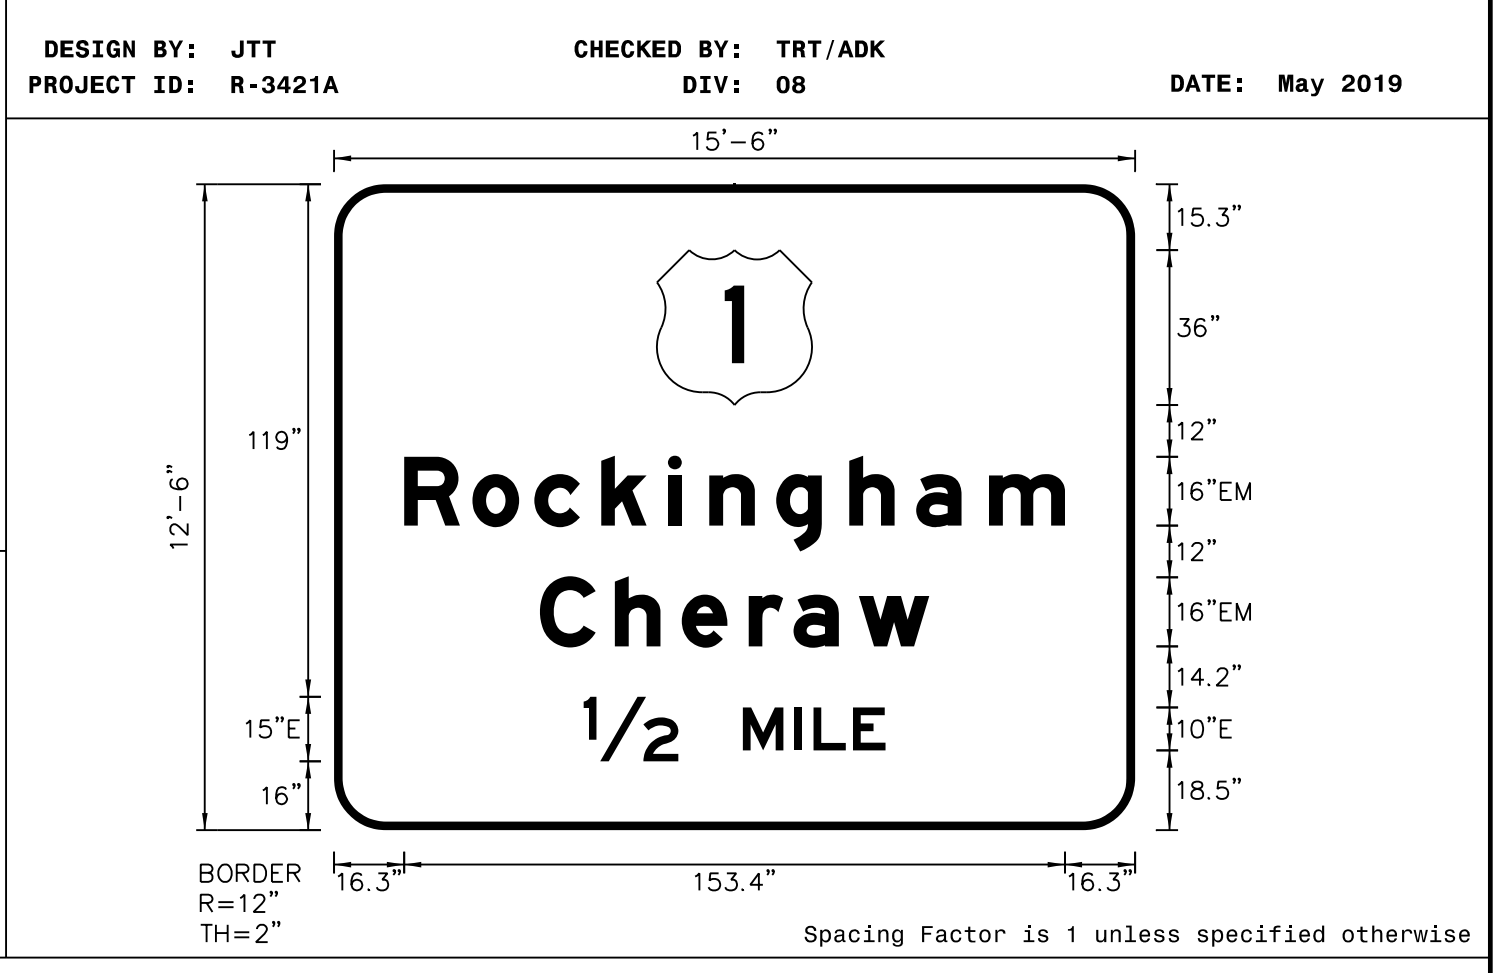 DESIGN BY: JTT CHECKED BY: TRT/ADK
PROJECT ID: R-3421A DIV: 08 DATE: May 2019
15'-6"
15.3"
1
36"
12"
119"
12'-6"
Rockingham
16"EM
12"
Cheraw
16"EM
14.2"
15"E
1/2 MILE
10"E
16"
18.5"
BORDER
R=12"
TH=2"
16.3" 153.4" 16.3"
Spacing Factor is 1 unless specified otherwise